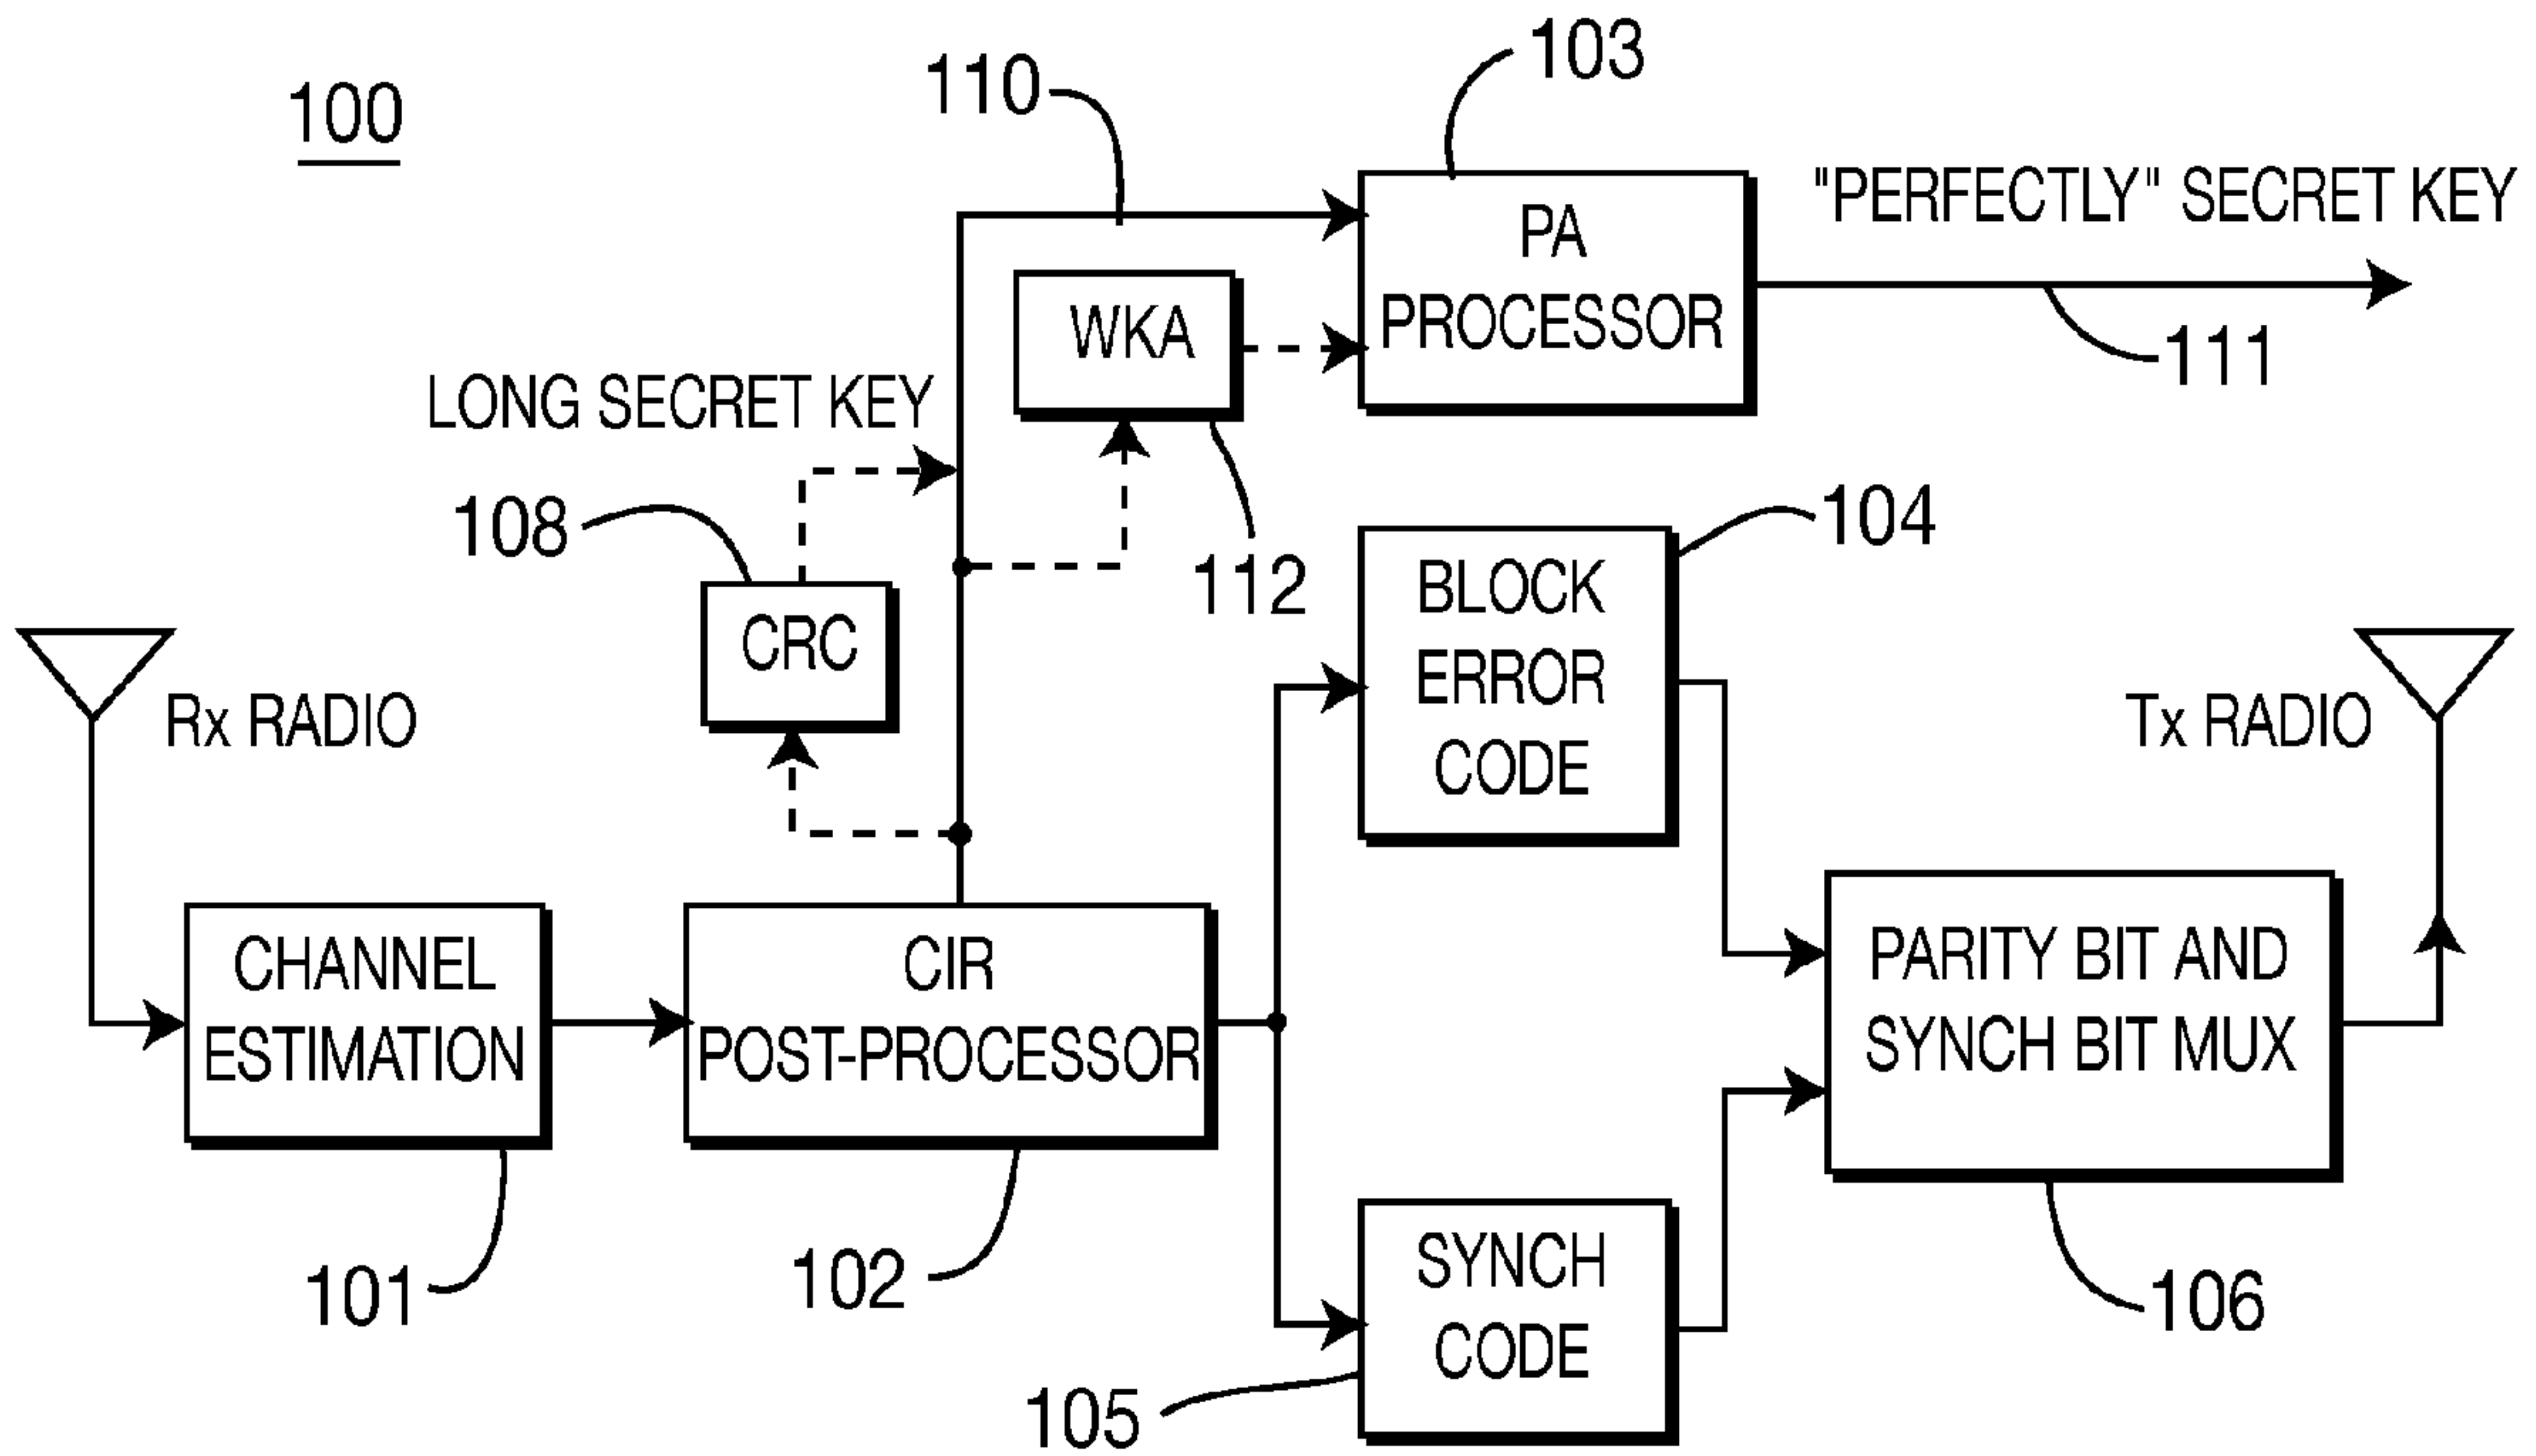 100
110
103
"PERFECTLY" SECRET KEY
PA
PROCESSOR
WKA
111
LONG SECRET KEY
108
112
104
CRC
BLOCK
ERROR
CODE
Rx RADIO
Tx RADIO
CHANNEL
ESTIMATION
CIR
POST-PROCESSOR
PARITY BIT AND
SYNCH BIT MUX
101
102
SYNCH
CODE
105
106